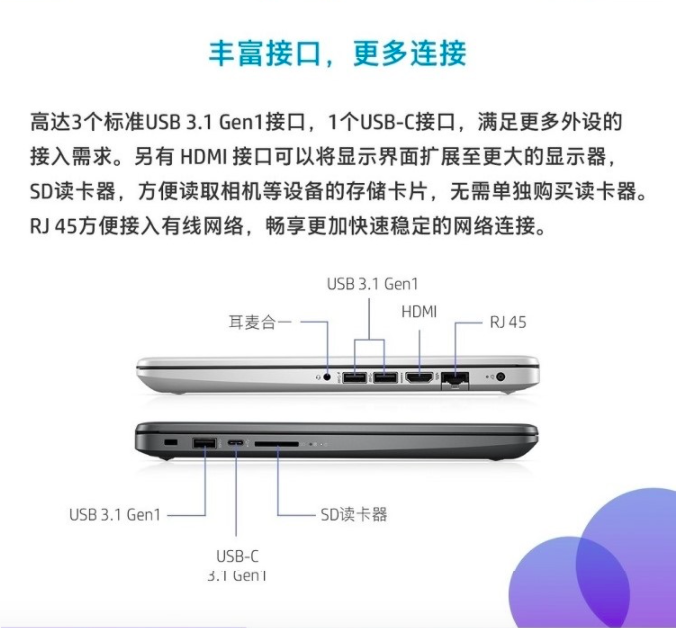 丰富接口，更多连接
高达3个标准USB 3.1 Gen1接口，1个USB-C接口，满足更多外设的
接入需求。另有 HDMI 接口可以将显示界面扩展至更大的显示器，
SD读卡器，方便读取相机等设备的存储卡片，无需单独购买读卡器。
RJ 45方便接入有线网络，畅享更加快速稳定的网络连接。
USB 3.1 Gen1
HDMI
耳麦合一
RJ 45
USB 3.1 Gen1
SD读卡器
USB-C
3.1 Gen1